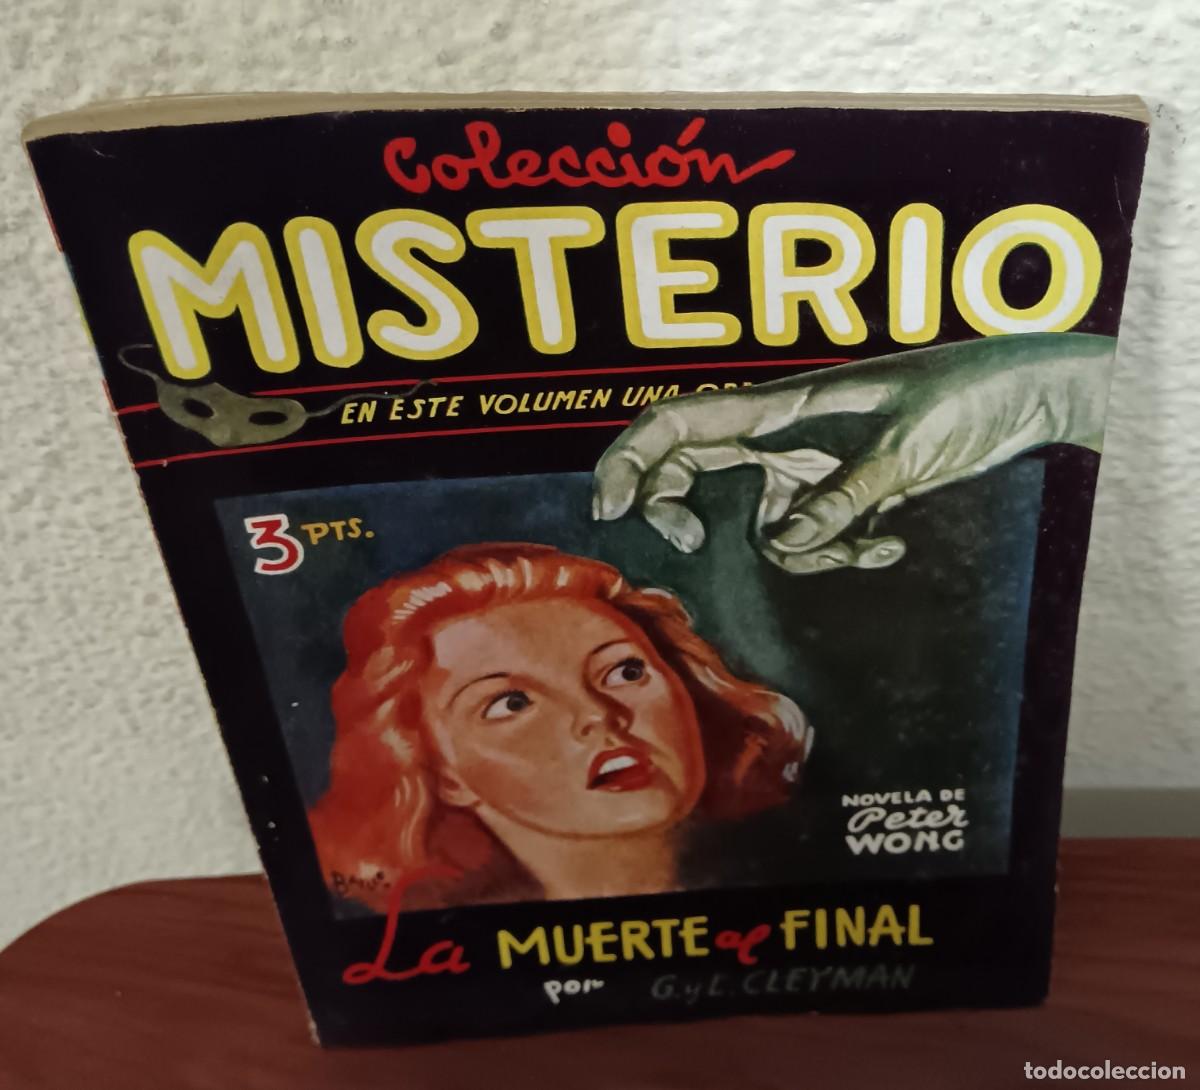 Colección
MISTERIO
EN ESTE VOLUMEN UNA
3 PTS.
NOVELA DE
Peter
WONG
La MUERTE al FINAL
por G. y L. CLEYMAN
todocoleccion